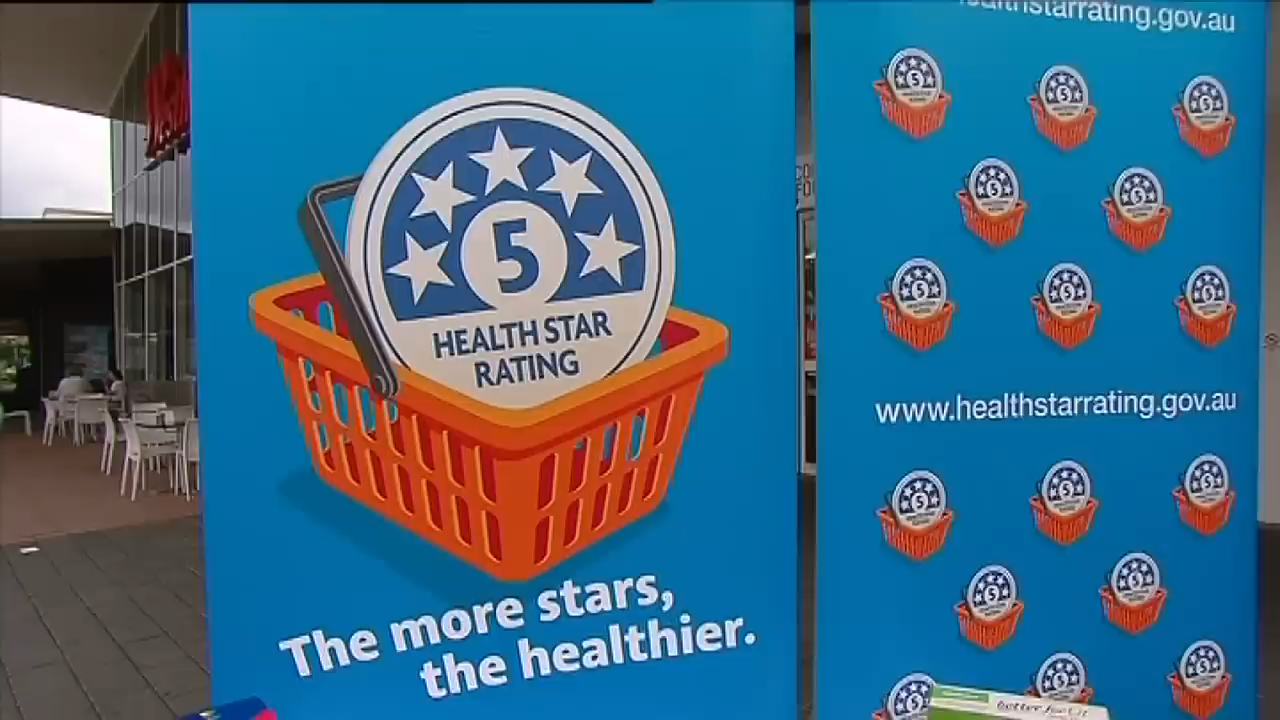 5
HEALTH STAR
RATING
The more stars,
the healthier.
healthstarrating.gov.au
www.healthstarrating.gov.au